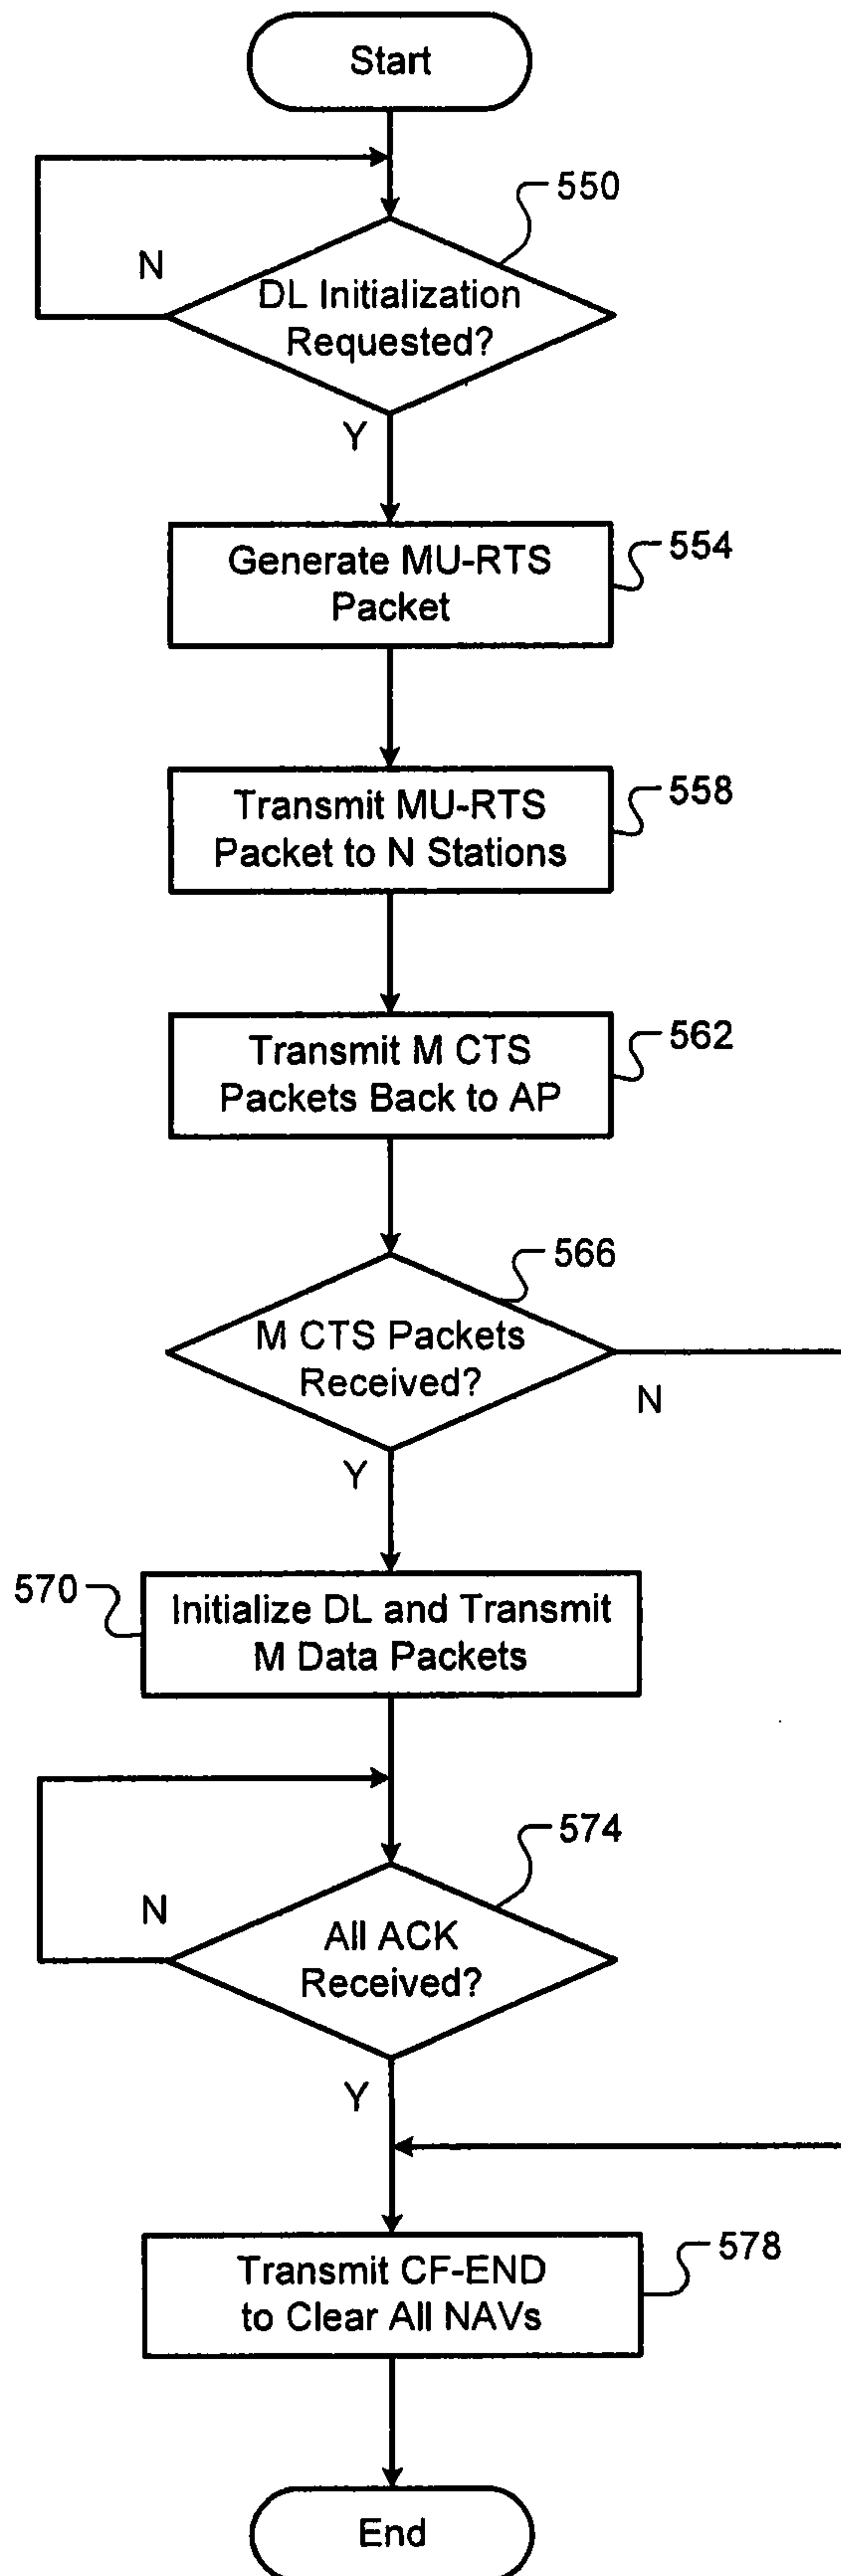 Start
550
N
DL Initialization
Requested?
Y
Generate MU-RTS
Packet
554
Transmit MU-RTS
Packet to N Stations
558
Transmit M CTS
Packets Back to AP
562
566
M CTS Packets
Received?
N
Y
570
Initialize DL and Transmit
M Data Packets
574
N
All ACK
Received?
Y
578
Transmit CF-END
to Clear All NAVs
End